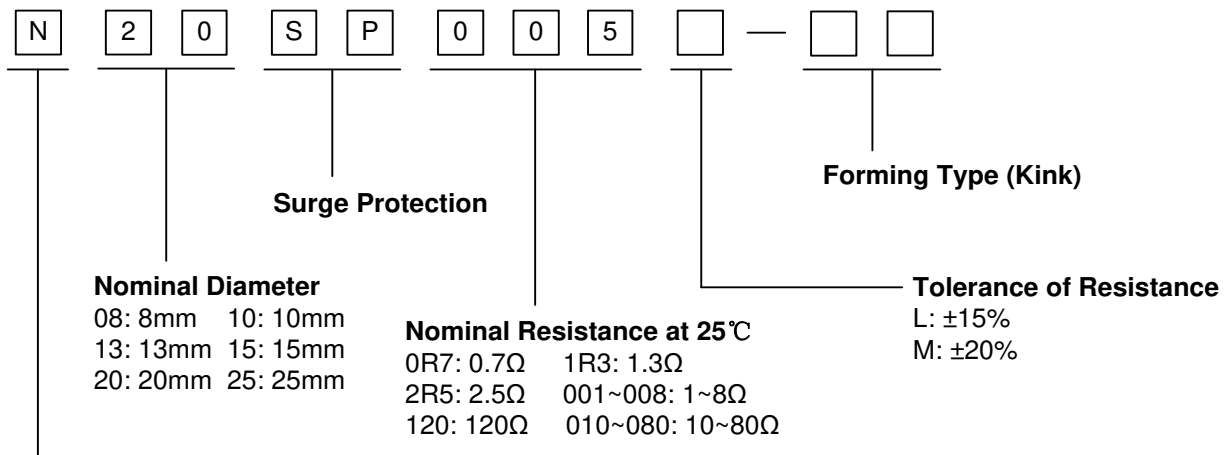 N 2 0 S P 0 0 5 —
Forming Type (Kink)
Surge Protection
Nominal Diameter
08: 8mm 10: 10mm
13: 13mm 15: 15mm
20: 20mm 25: 25mm
Nominal Resistance at 25℃
0R7: 0.7Ω 1R3: 1.3Ω
2R5: 2.5Ω 001~008: 1~8Ω
120: 120Ω 010~080: 10~80Ω
Tolerance of Resistance
L: ±15%
M: ±20%